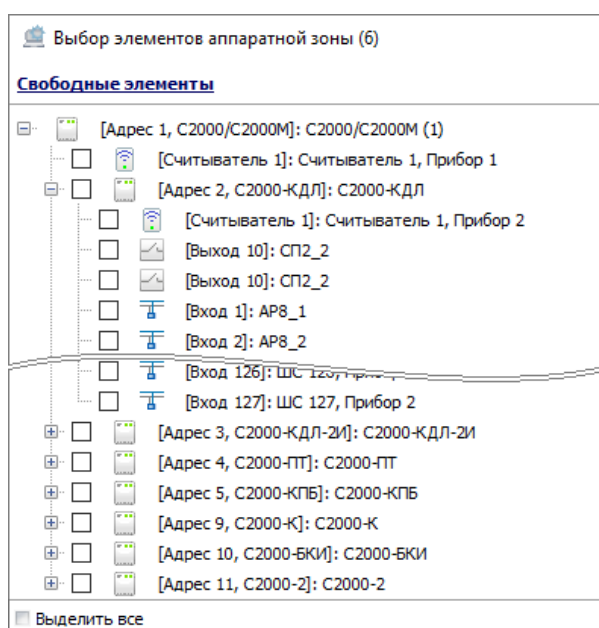 Выбор элементов аппаратной зоны (6)
Свободные элементы
[Адрес 1, С2000/С2000М]: С2000/С2000М (1)
[Считыватель 1]: Считыватель 1, Прибор 1
[Адрес 2, С2000-КДЛ]: С2000-КДЛ
[Считыватель 1]: Считыватель 1, Прибор 2
[Выход 10]: СП2_2
[Выход 10]: СП2_2
[Вход 1]: АР8_1
[Вход 2]: АР8_2
[Вход 126]: ШС
[Вход 127]: ШС 127, Прибор 2
[Адрес 3, С2000-КДЛ-2И]: С2000-КДЛ-2И
[Адрес 4, С2000-ПТ]: С2000-ПТ
[Адрес 5, С2000-КПБ]: С2000-КПБ
[Адрес 9, С2000-К]: С2000-К
[Адрес 10, С2000-БКИ]: С2000-БКИ
[Адрес 11, С2000-2]: С2000-2
Выделить все